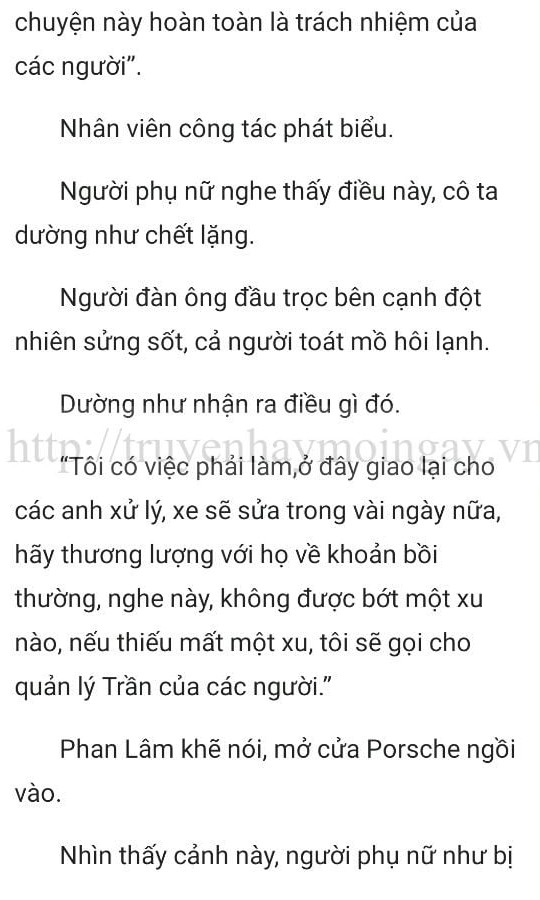 chuyện này hoàn toàn là trách nhiệm của
các người”.
Nhân viên công tác phát biểu.
Người phụ nữ nghe thấy điều này, cô ta
dường như chết lặng.
Người đàn ông đầu trọc bên cạnh đột
nhiên sửng sốt, cả người toát mồ hôi lạnh.
Dường như nhận ra điều gì đó.
http://truyenhaymoingay.vn
“Tôi có việc phải làm,ở đây giao lại cho
các anh xử lý, xe sẽ sửa trong vài ngày nữa,
hãy thương lượng với họ về khoản bồi
thường, nghe này, không được bớt một xu
nào, nếu thiếu mất một xu, tôi sẽ gọi cho
quản lý Trần của các người.”
Phan Lâm khẽ nói, mở cửa Porsche ngồi
vào.
Nhìn thấy cảnh này, người phụ nữ như bị